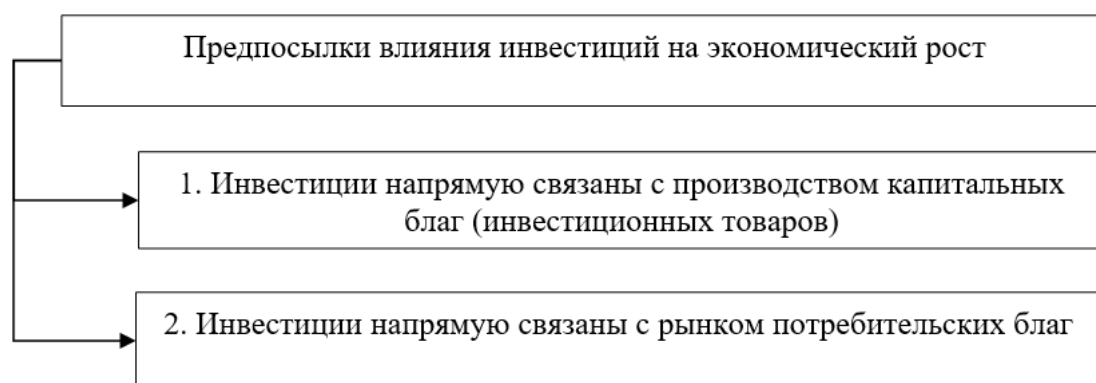 Предпосылки влияния инвестиций на экономический рост
1. Инвестиции напрямую связаны с производством капитальных
благ (инвестиционных товаров)
2. Инвестиции напрямую связаны с рынком потребительских благ